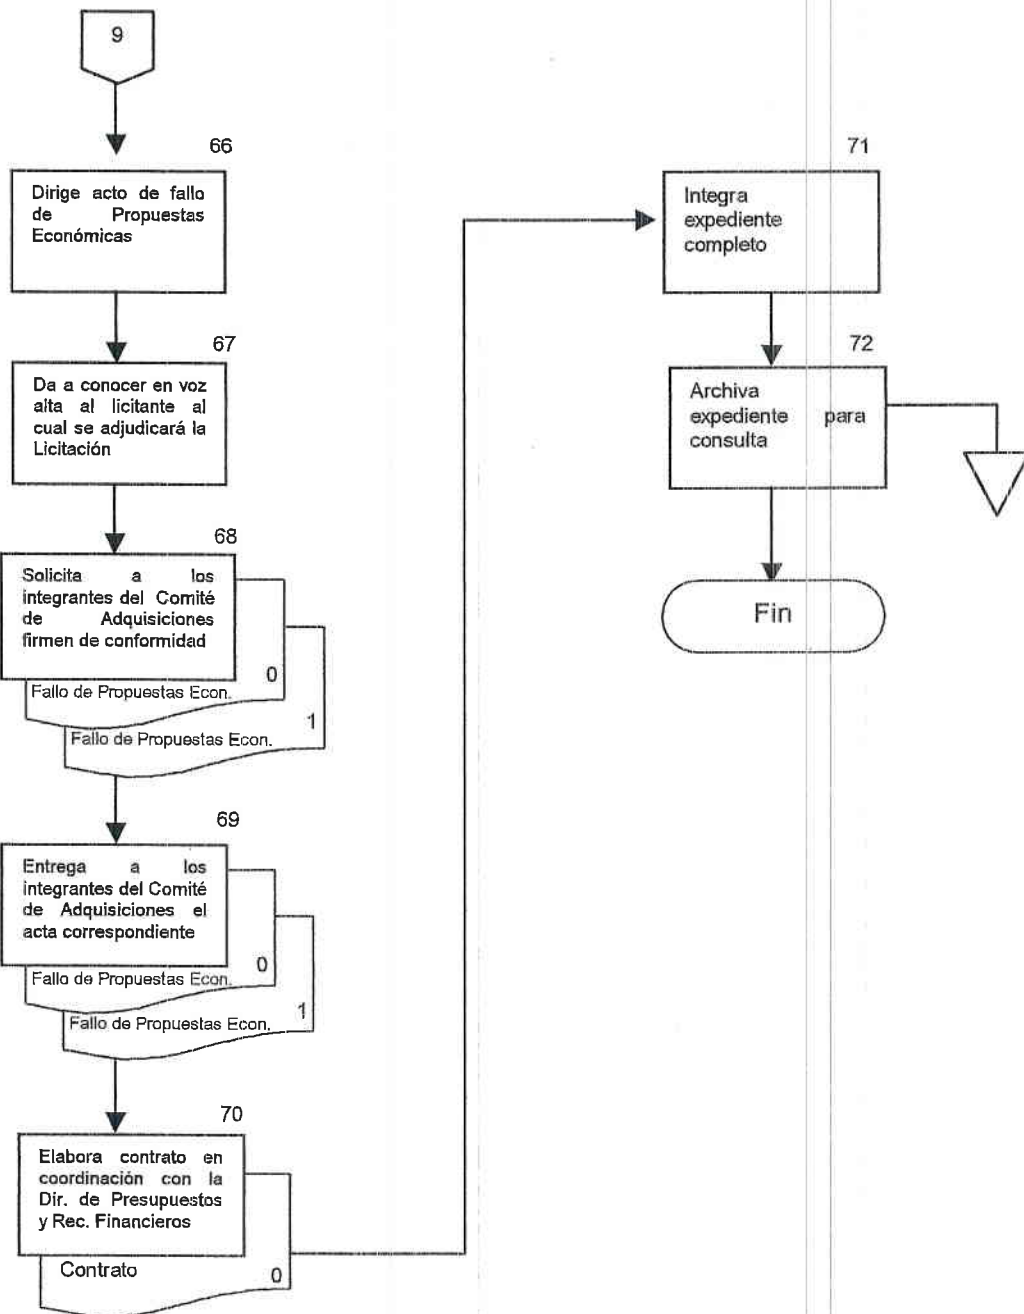 9
66
Dirige acto de fallo
de Propuestas
Económicas
67
Da a conocer en voz
alta al licitante al
cual se adjudicará la
Licitación
68
Solicita a los
integrantes del Comité
de Adquisiciones
firmen de conformidad
0
Fallo de Propuestas Econ.
1
Fallo de Propuestas Econ.
69
Entrega a los
integrantes del Comité
de Adquisiciones el
acta correspondiente
0
Fallo de Propuestas Econ.
1
Fallo de Propuestas Econ.
70
Elabora contrato en
coordinación con la
Dir. de Presupuestos
y Rec. Financieros
Contrato
0
71
Integra
expediente
completo
72
Archiva
expediente para
consulta
Fin